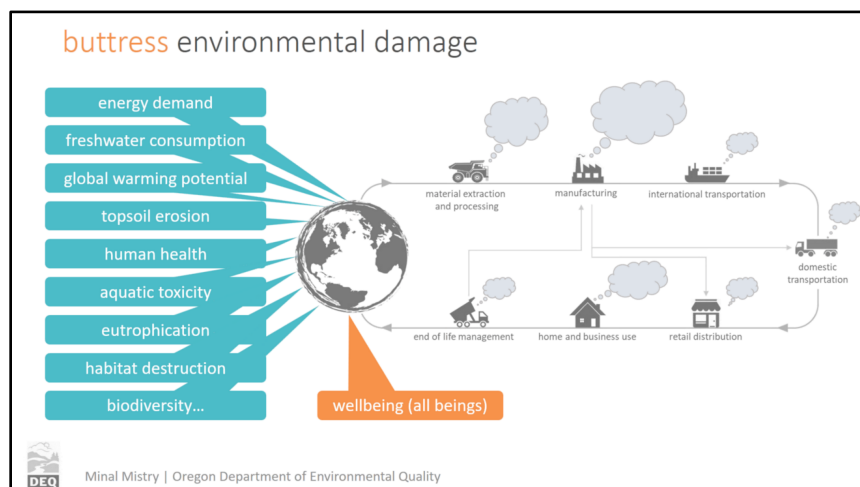 buttress environmental damage
energy demand
freshwater consumption
global warming potential
topsoil erosion
human health
aquatic toxicity
eutrophication
habitat destruction
biodiversity...
wellbeing (all beings)
material extraction
and processing
manufacturing
international transportation
domestic
transportation
end of life management
home and business use
retail distribution
DEQ
Minal Mistry | Oregon Department of Environmental Quality